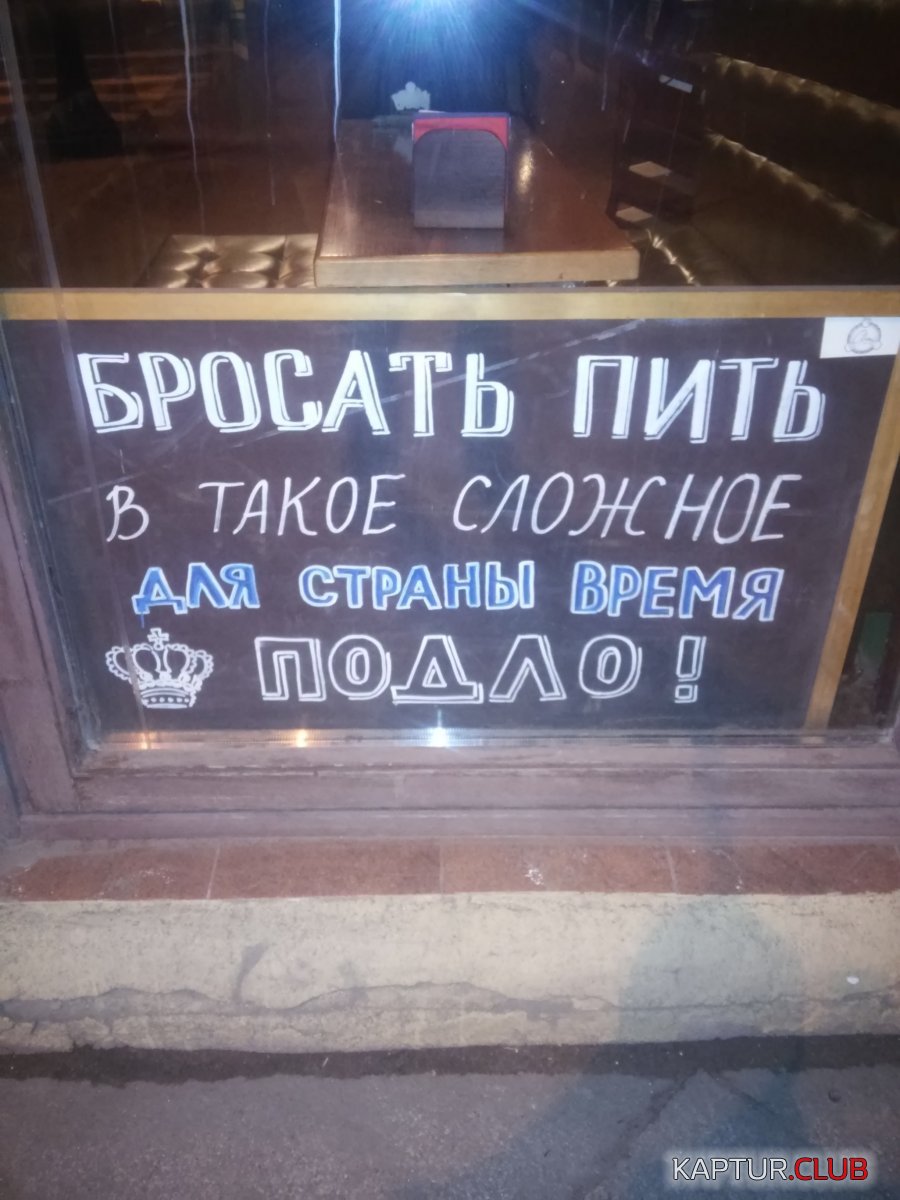 БРОСАТЬ ПИТЬ
В ТАКОЕ СЛОЖНОЕ
ДЛЯ СТРАНЫ ВРЕМЯ
ПОДЛО!
KAPTUR.CLUB